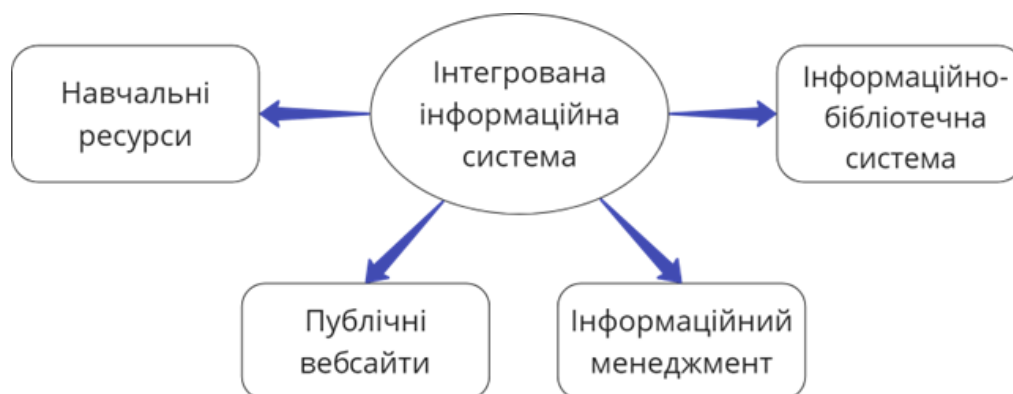 Інтегрована
інформаційна
система
Навчальні
ресурси
Інформаційно-
бібліотечна
система
Публічні
вебсайти
Інформаційний
менеджмент